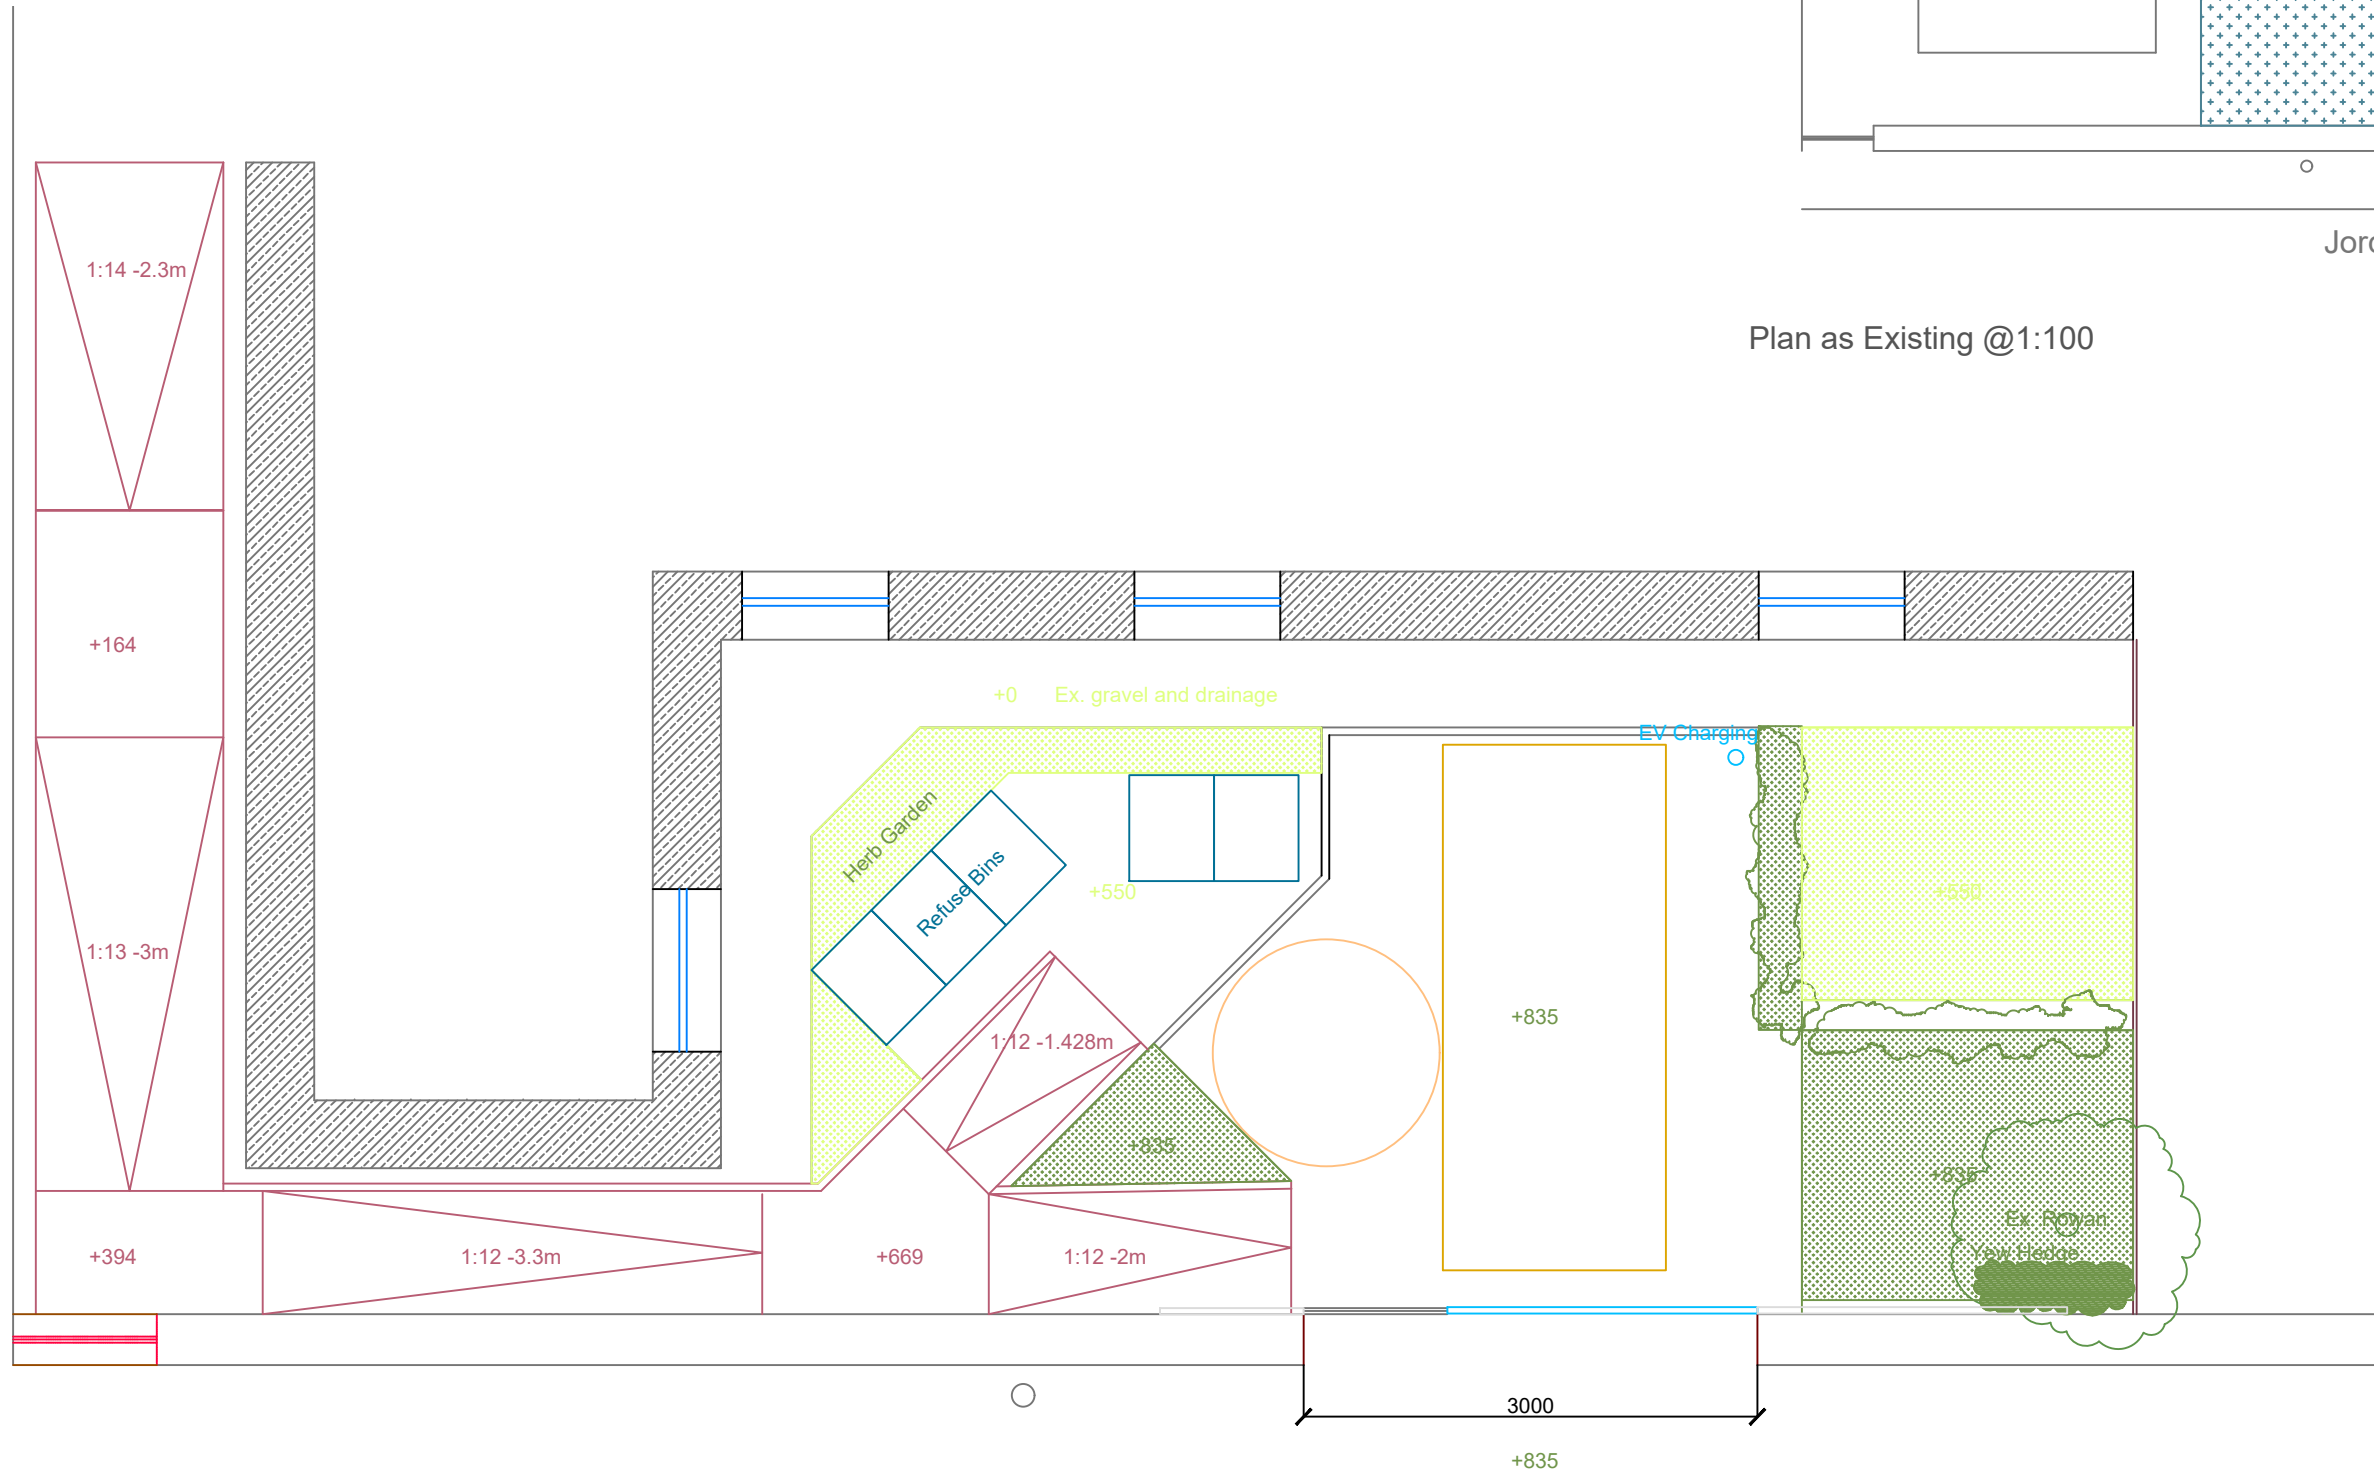 Jorc
1:14 -2.3m
Plan as Existing @1:100
+164
+0 Ex. gravel and drainage
EV Charging
Herb Garden
Refuse Bins
+550
+550
1:13 -3m
+835
1:12 -1.428m
+835
+835
Ex. Rowan
Yew Hedge
+394
1:12 -3.3m
+669
1:12 -2m
3000
+835